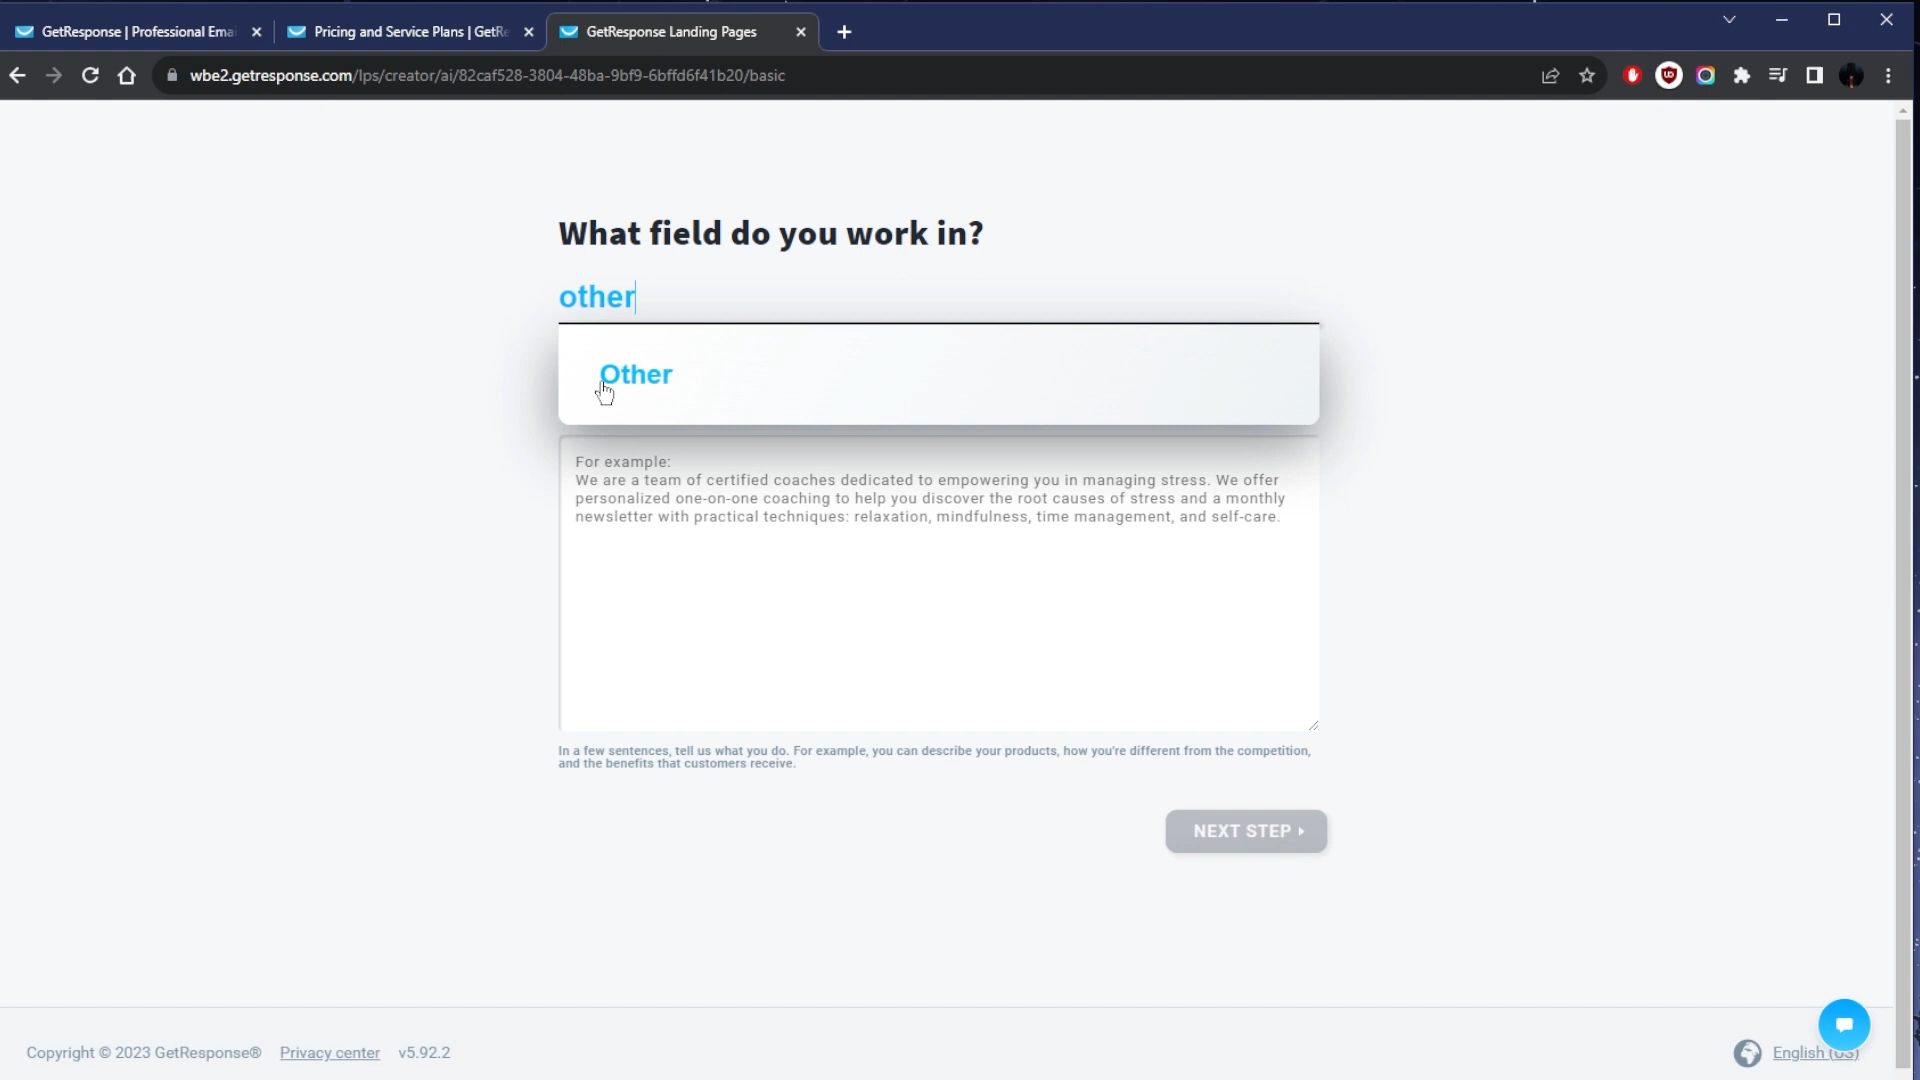 GetResponse | Professional Ema
Pricing and Service Plans | GetRe
GetResponse Landing Pages
wbe2.getresponse.com/lps/creator/ai/82caf528-3804-48ba-9bf9-6bffd6f41b20/basic
What field do you work in?
other
Other
For example:
We are a team of certified coaches dedicated to empowering you in managing stress. We offer
personalized one-on-one coaching to help you discover the root causes of stress and a monthly
newsletter with practical techniques: relaxation, mindfulness, time management, and self-care.
In a few sentences, tell us what you do. For example, you can describe your products, how you're different from the competition,
and the benefits that customers receive.
NEXT STEP
Copyright © 2023 GetResponse® Privacy center v5.92.2
English (US)